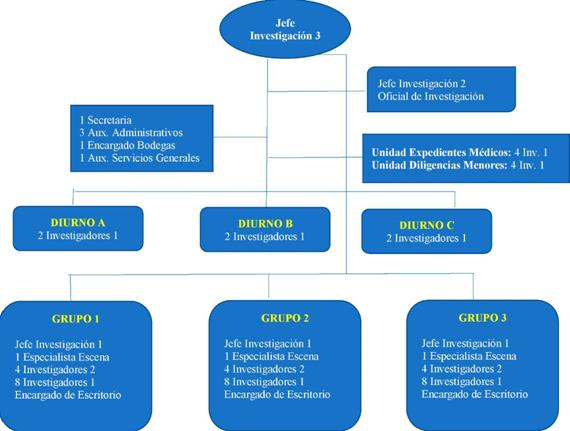 Jefe
Investigación 3
Jefe Investigación 2
Oficial de Investigación
1 Secretaria
3 Aux. Administrativos
1 Encargado Bodegas
1 Aux. Servicios Generales
Unidad Expedientes Médicos: 4 Inv. 1
Unidad Diligencias Menores: 4 Inv. 1
DIURNO A
2 Investigadores 1
DIURNO B
2 Investigadores 1
DIURNO C
2 Investigadores 1
GRUPO 1
Jefe Investigación 1
1 Especialista Escena
4 Investigadores 2
8 Investigadores 1
Encargado de Escritorio
GRUPO 2
Jefe Investigación 1
1 Especialista Escena
4 Investigadores 2
8 Investigadores 1
Encargado de Escritorio
GRUPO 3
Jefe Investigación 1
1 Especialista Escena
4 Investigadores 2
8 Investigadores 1
Encargado de Escritorio